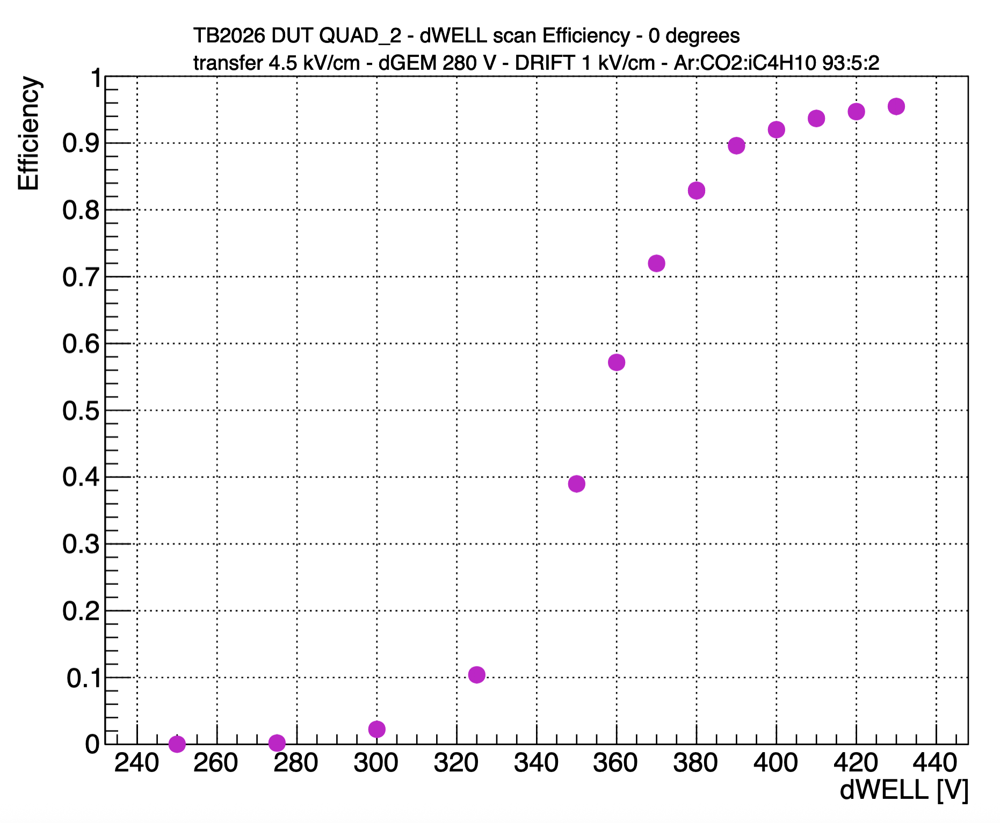 TB2026 DUT QUAD_2 - dWELL scan Efficiency - 0 degrees
transfer 4.5 kV/cm - dGEM 280 V - DRIFT 1 kV/cm - Ar:CO2:iC4H10 93:5:2
Efficiency
1
0.9
0.8
0.7
0.6
0.5
0.4
0.3
0.2
0.1
0
240 260 280 300 320 340 360 380 400 420 440
dWELL [V]